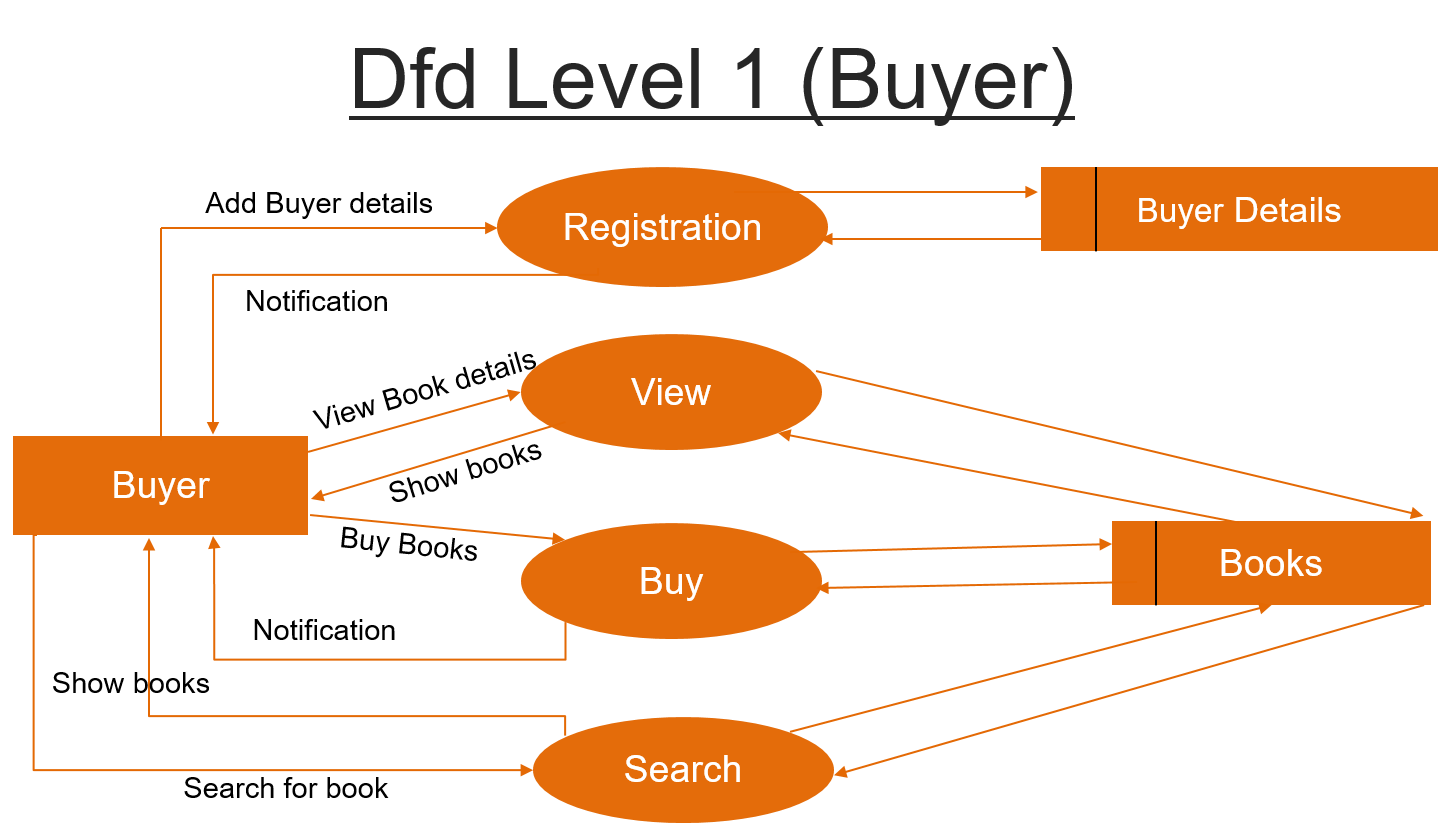 Dfd Level 1 (Buyer)
Add Buyer details
Registration
Buyer Details
Notification
View Book details
View
Show books
Buyer
Buy Books
Buy
Books
Notification
Show books
Search
Search for book